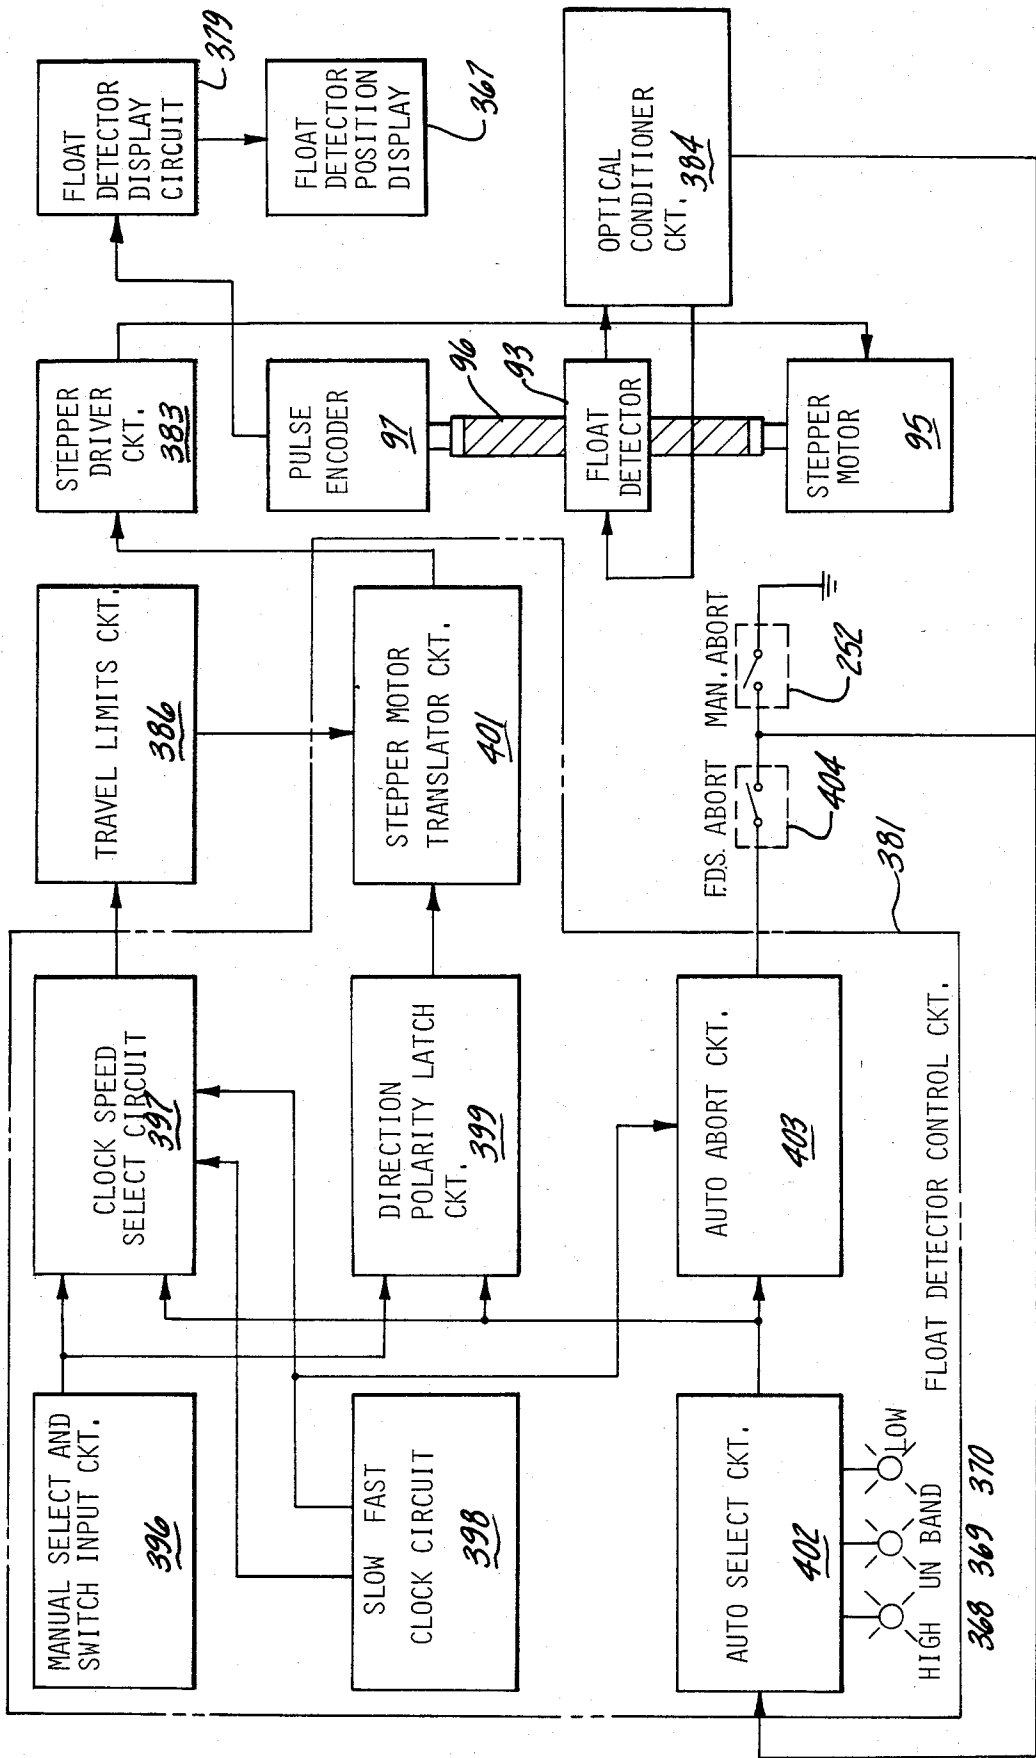 MANUAL SELECT AND
SWITCH INPUT CKT.
396
CLOCK SPEED
SELECT CIRCUIT
397
TRAVEL LIMITS CKT.
386
STEPPER
DRIVER
CKT.
383
FLOAT
DETECTOR
DISPLAY
CIRCUIT
379
SLOW FAST
CLOCK CIRCUIT
398
DIRECTION
POLARITY LATCH
CKT.
399
STEPPER MOTOR
TRANSLATOR CKT.
401
PULSE
ENCODER
97
FLOAT
DETECTOR
POSITION
DISPLAY
367
96
93
FLOAT
DETECTOR
OPTICAL
CONDITIONER
CKT.
384
AUTO SELECT CKT.
402
AUTO ABORT CKT.
403
F.D.S. ABORT
404
MAN. ABORT
252
STEPPER
MOTOR
95
HIGH UN BAND LOW
368 369 370
FLOAT DETECTOR CONTROL CKT.
381